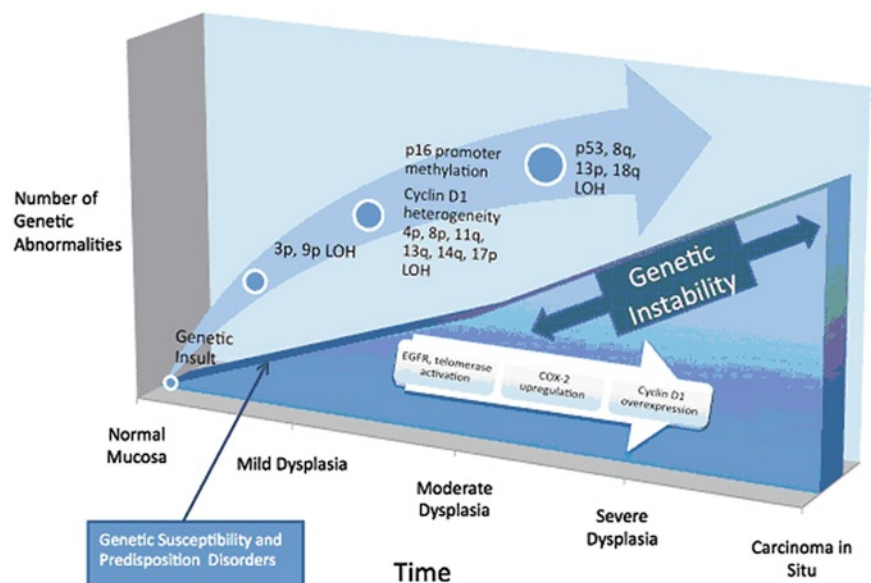 Number of
Genetic
Abnormalities
Genetic
Insult
3p, 9p LOH
p16 promoter
methylation
Cyclin D1
heterogeneity
4p, 8p, 11q,
13q, 14q, 17p
LOH
p53, 8q,
13p, 18q
LOH
Genetic
Instability
EGFR, telomerase
activation
COX-2
upregulation
Cyclin D1
overexpression
Normal
Mucosa
Mild Dysplasia
Moderate
Dysplasia
Severe
Dysplasia
Carcinoma in
Situ
Genetic Susceptibility and
Predisposition Disorders
Time